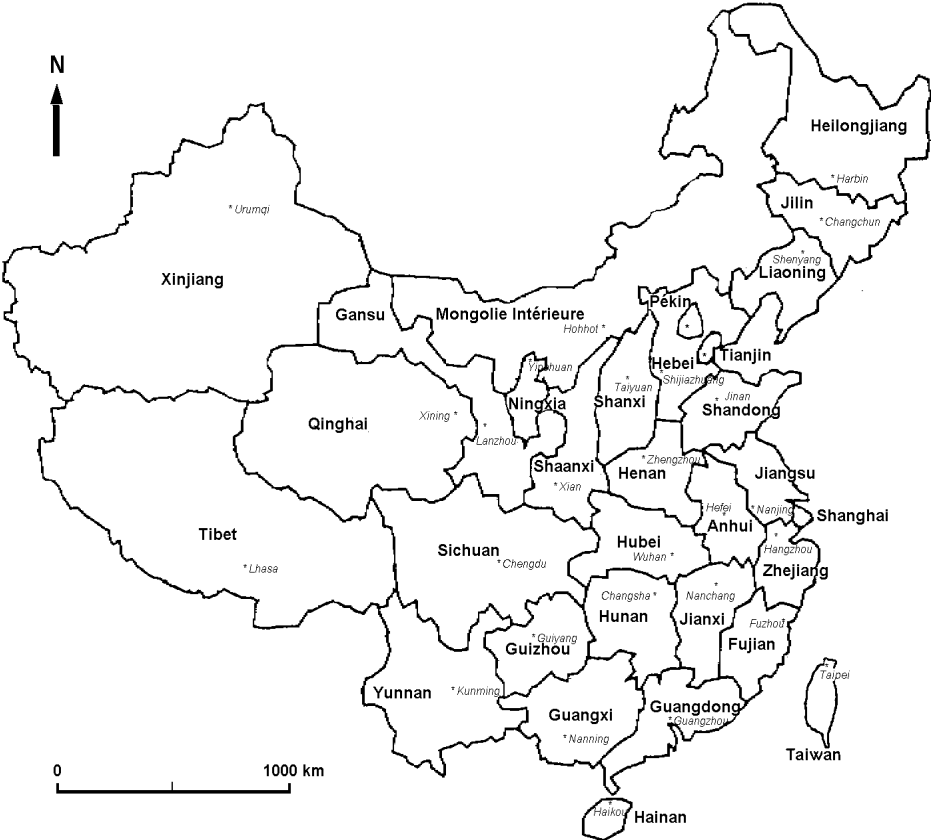 N
Heilongjiang
* Harbin
Jilin
* Changchun
* Urumqi
Shenyang
Liaoning
Xinjiang
Pékin
Gansu
Mongolie Intérieure
Hohhot *
Hebei
Tianjin
* Yinchuan
Shijiazhuang
Taiyuan
Jinan
Ningxia
Shanxi
Shandong
Xining *
Qinghai
Lanzhou
Shaanxi
* Zhengzhou
Henan
Jiangsu
* Xian
Hefei
* Nanjing
Shanghai
Anhui
Tibet
Sichuan
Hubei
Wuhan *
Hangzhou
* Chengdu
* Lhasa
Zhejiang
Changsha *
Nanchang
Hunan
Jianxi
Fuzhou
* Guiyang
Guizhou
Fujian
Taipei
Yunnan
* Kunming
Guangdong
Guangxi
* Guangzhou
* Nanning
Taiwan
0 1000 km
Haikou
Hainan